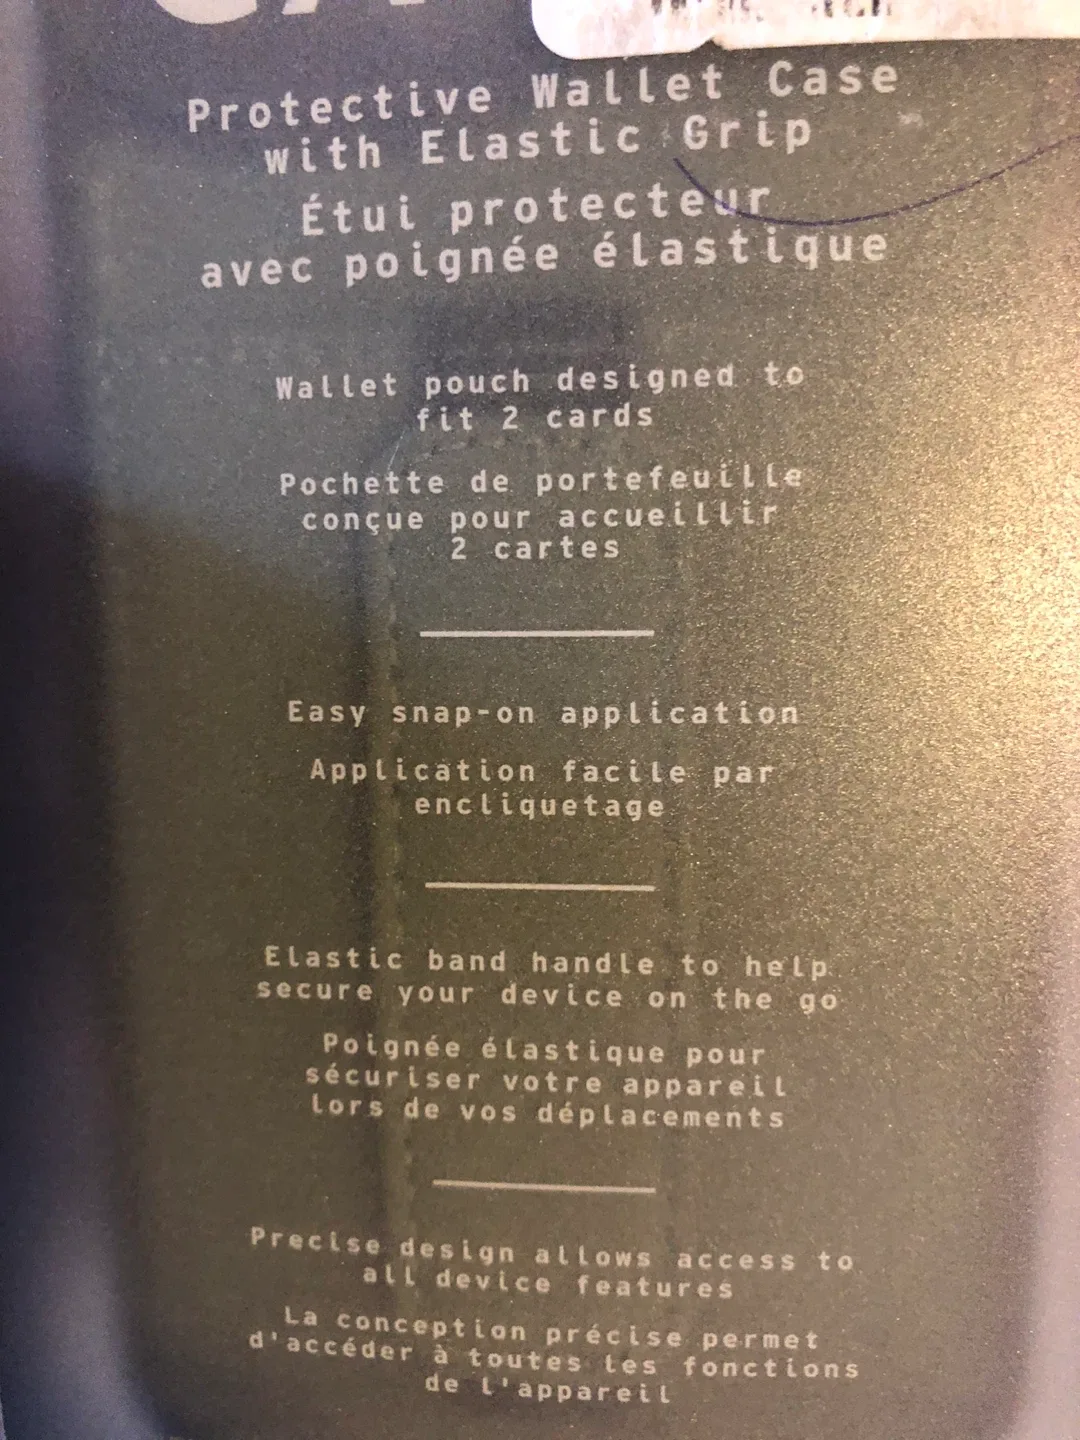 Protective Wallet Case
with Elastic Grip
Étui protecteur
avec poignée élastique
Wallet pouch designed to
fit 2 cards
Pochette de portefeuille
conçue pour accueillir
2 cartes
Easy snap-on application
Application facile par
encliquetage
Elastic band handle to help
secure your device on the go
Poignée élastique pour
sécuriser votre appareil
lors de vos déplacements
Precise design allows access to
all device features
La conception précise permet
d'accéder à toutes les fonctions
de l'appareil